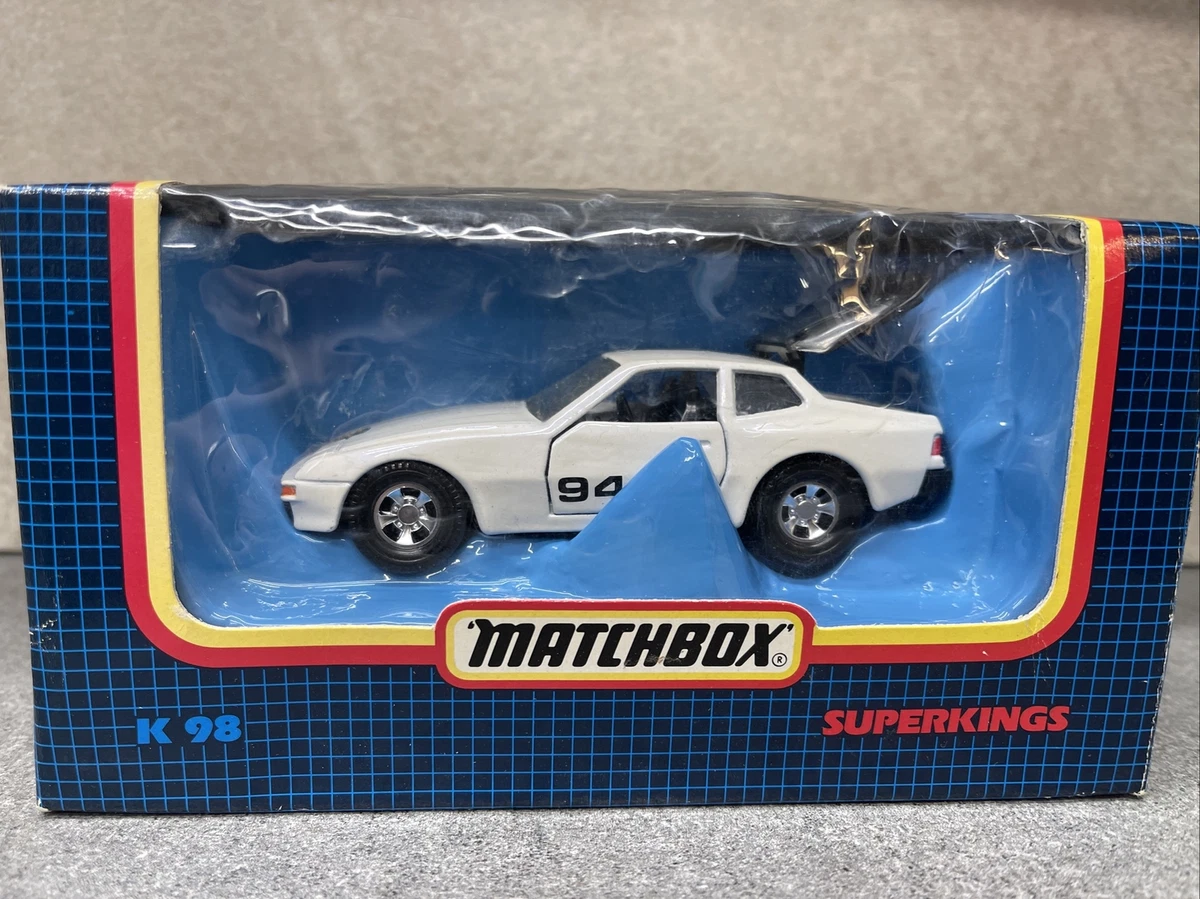 94
'MATCHBOX'®
K 98
SUPERKINGS